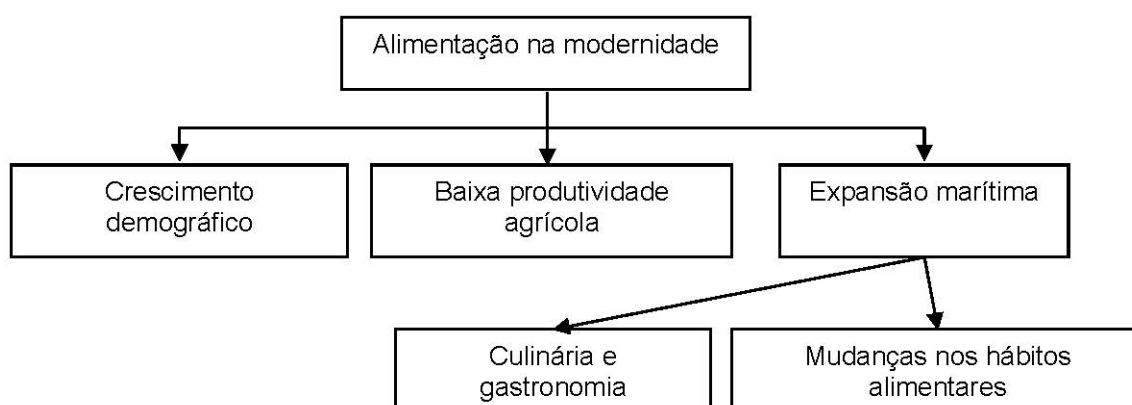 Alimentação na modernidade
Crescimento
demográfico
Baixa produtividade
agrícola
Expansão marítima
Culinária e
gastronomia
Mudanças nos hábitos
alimentares